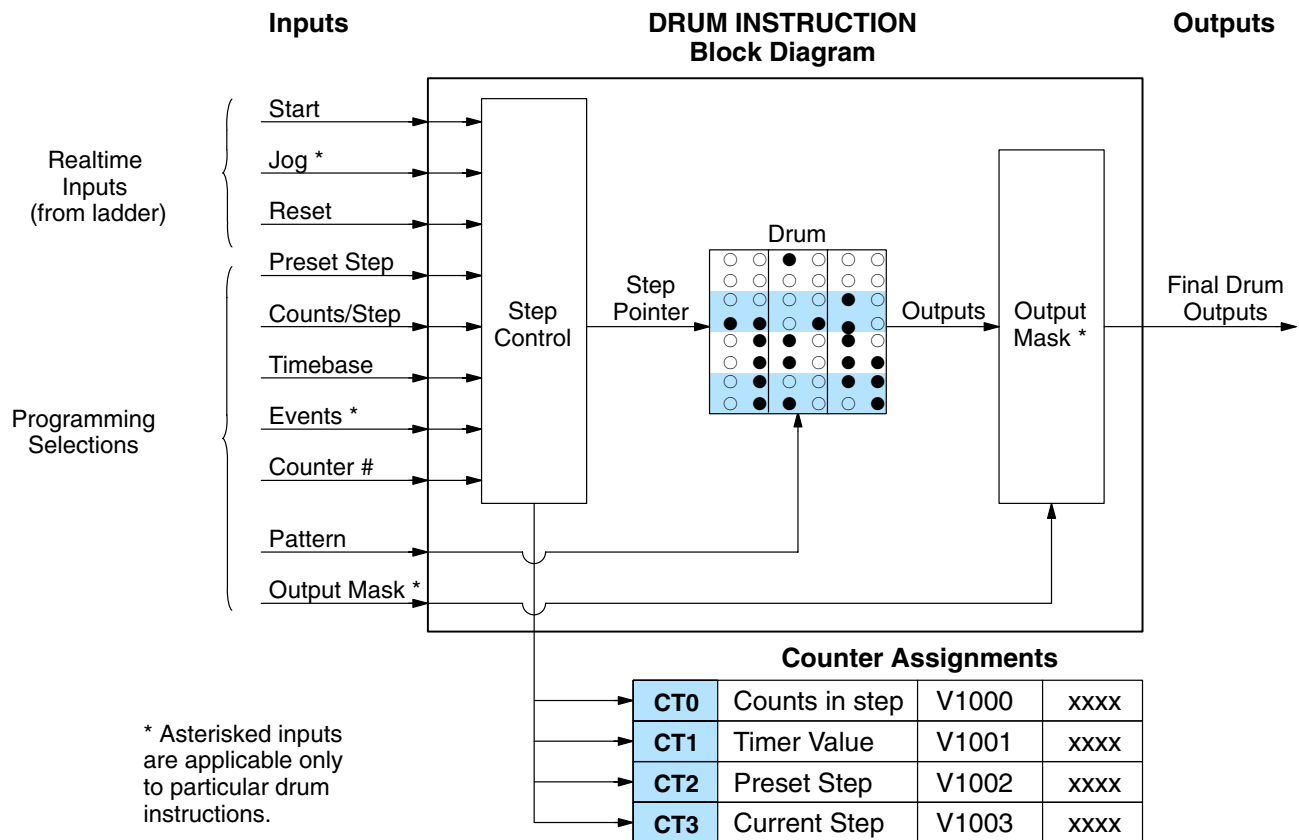 Inputs
DRUM INSTRUCTION
Block Diagram
Outputs
Realtime
Inputs
(from ladder)
Start
Jog *
Reset
Programming
Selections
Preset Step
Counts/Step
Timebase
Events *
Counter #
Pattern
Output Mask *
Step
Control
Step
Pointer
Drum
Outputs
Output
Mask *
Final Drum
Outputs
Counter Assignments
CT0 Counts in step V1000 xxxx
CT1 Timer Value V1001 xxxx
CT2 Preset Step V1002 xxxx
CT3 Current Step V1003 xxxx
* Asterisked inputs
are applicable only
to particular drum
instructions.